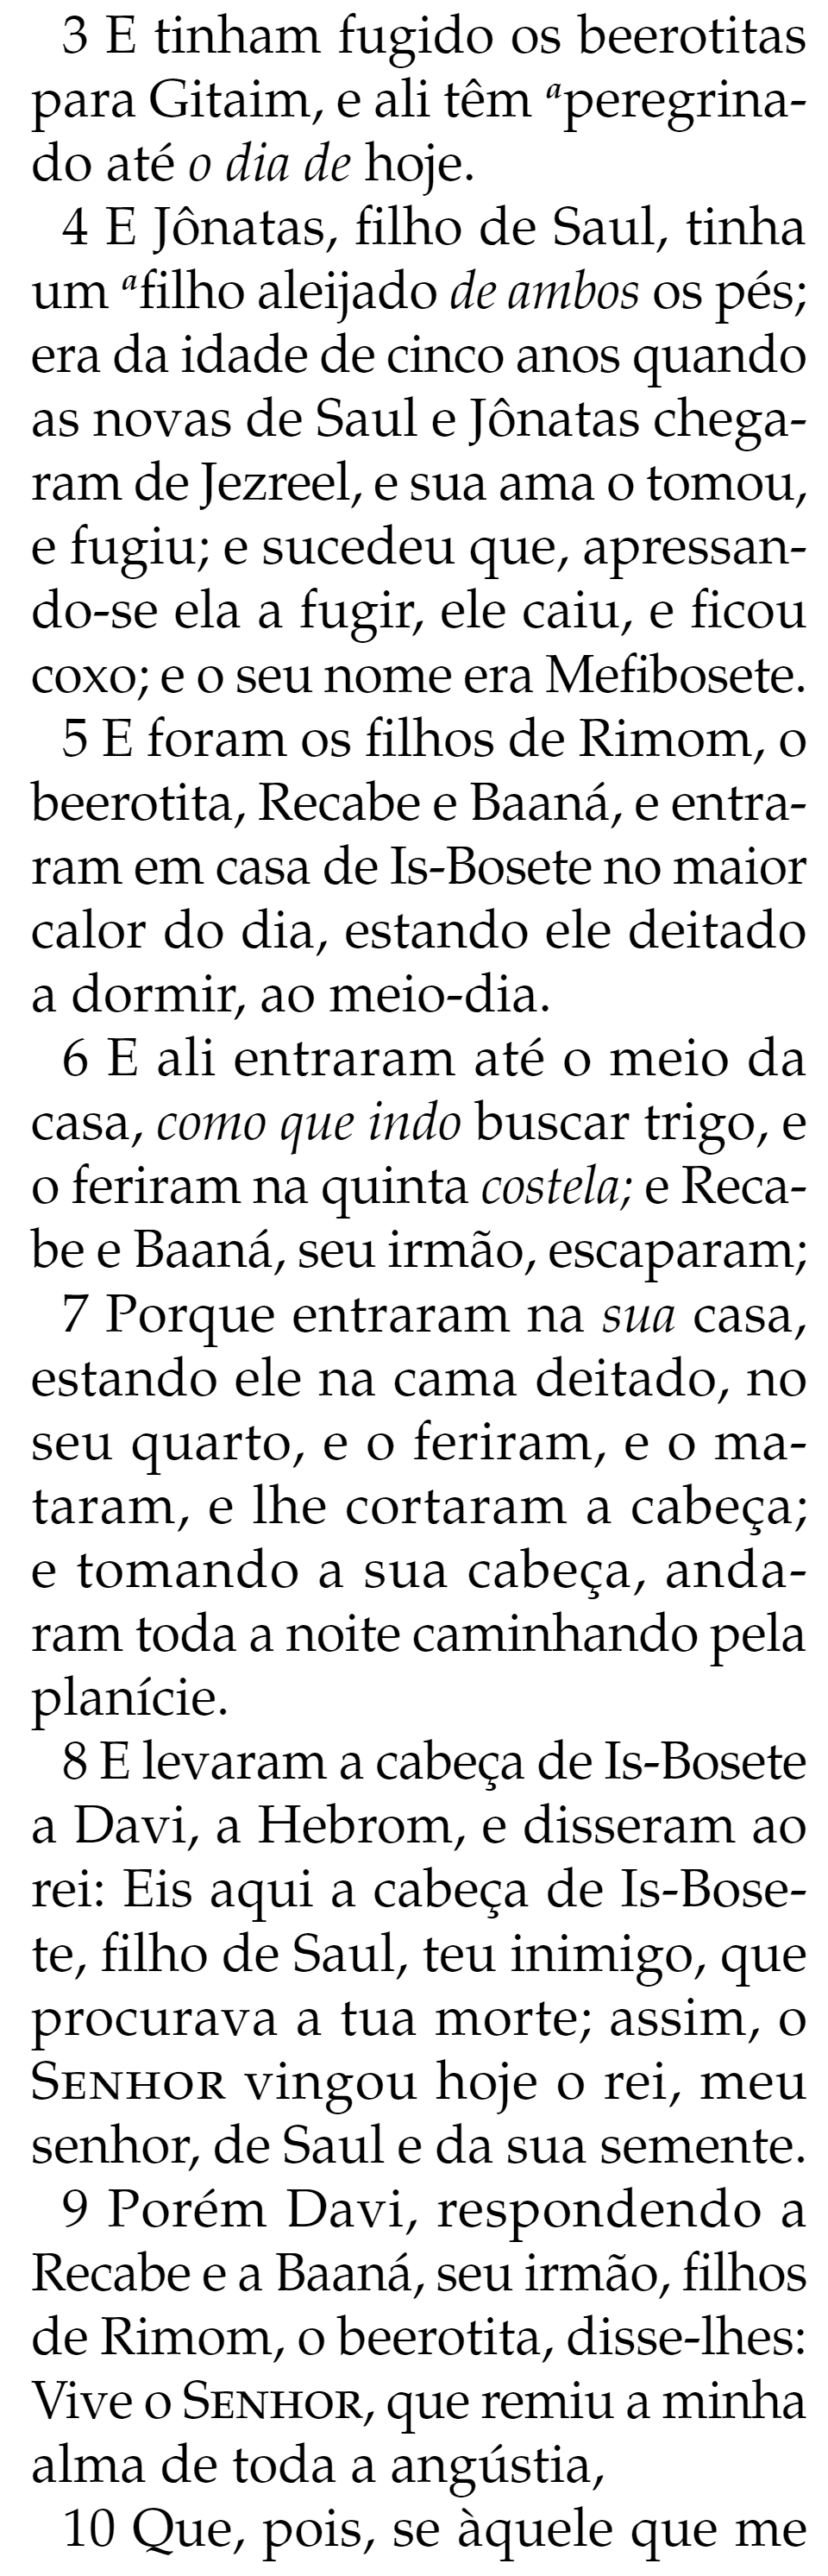 3 E tinham fugido os beerotitas
para Gitaim, e ali têm ᵃperegrina-
do até o dia de hoje.
4 E Jônatas, filho de Saul, tinha
um ᵃfilho aleijado de ambos os pés;
era da idade de cinco anos quando
as novas de Saul e Jônatas chega-
ram de Jezreel, e sua ama o tomou,
e fugiu; e sucedeu que, apressan-
do-se ela a fugir, ele caiu, e ficou
coxo; e o seu nome era Mefibosete.
5 E foram os filhos de Rimom, o
beerotita, Recabe e Baaná, e entra-
ram em casa de Is-Bosete no maior
calor do dia, estando ele deitado
a dormir, ao meio-dia.
6 E ali entraram até o meio da
casa, como que indo buscar trigo, e
o feriram na quinta costela; e Reca-
be e Baaná, seu irmão, escaparam;
7 Porque entraram na sua casa,
estando ele na cama deitado, no
seu quarto, e o feriram, e o ma-
taram, e lhe cortaram a cabeça;
e tomando a sua cabeça, anda-
ram toda a noite caminhando pela
planície.
8 E levaram a cabeça de Is-Bosete
a Davi, a Hebrom, e disseram ao
rei: Eis aqui a cabeça de Is-Bose-
te, filho de Saul, teu inimigo, que
procurava a tua morte; assim, o
SENHOR vingou hoje o rei, meu
senhor, de Saul e da sua semente.
9 Porém Davi, respondendo a
Recabe e a Baaná, seu irmão, filhos
de Rimom, o beerotita, disse-lhes:
Vive o SENHOR, que remiu a minha
alma de toda a angústia,
10 Que, pois, se àquele que me